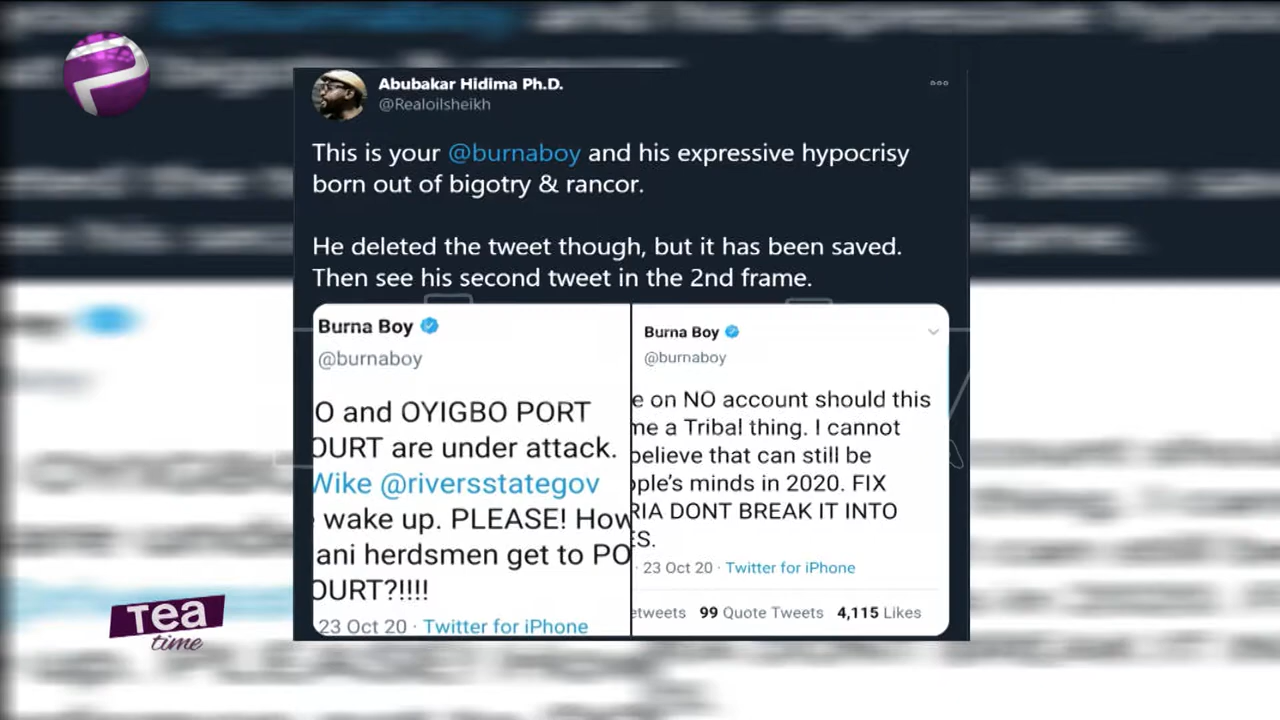 Abubakar Hidima Ph.D.
@Realoilsheikh
This is your @burnaboy and his expressive hypocrisy
born out of bigotry & rancor.
He deleted the tweet though, but it has been saved.
Then see his second tweet in the 2nd frame.
Burna Boy
@burnaboy
O and OYIGBO PORT
OURT are under attack.
Wike @riversstategov
wake up. PLEASE! How
ani herdsmen get to PO
OURT?!!!!
23 Oct 20 · Twitter for iPhone
Burna Boy
@burnaboy
e on NO account should this
me a Tribal thing. I cannot
believe that can still be
ple's minds in 2020. FIX
RIA DONT BREAK IT INTO
ES.
· 23 Oct 20 · Twitter for iPhone
etweets 99 Quote Tweets 4,115 Likes
Tea
time